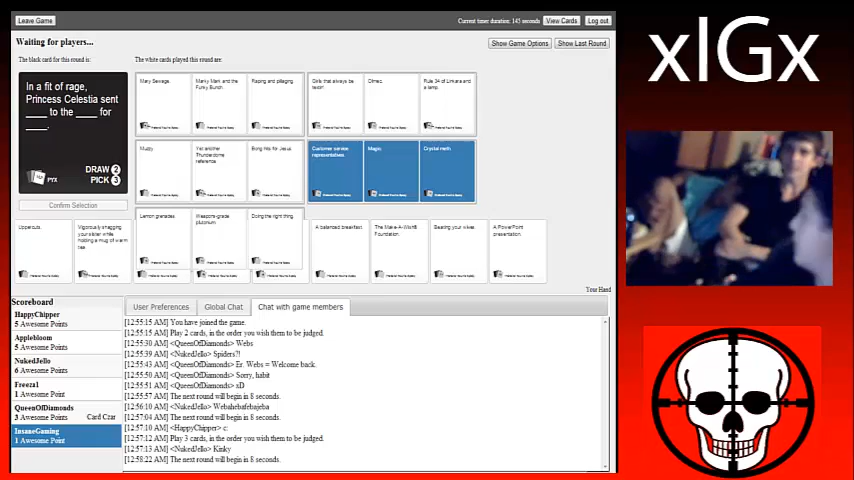 Leave Game
Current timer duration: 145 seconds
View Cards
Log out
Waiting for players...
Show Game Options
Show Last Round
The black card for this round is:
The white cards played this round are:
In a fit of rage,
Princess Celestia sent
____ to the ____ for
____.
PYX
DRAW 2
PICK 3
Confirm Selection
Mary Sewage.
Marky Mark and the
Funky Bunch.
Raping and pillaging.
Girls that always be
textin'.
Olmec.
Rule 34 of Limana and
a lamp.
Muppy
Yet another
Thunderdome
reference
Bong hits for Jesus.
Customer service
representatives.
Magic.
Crystal meth.
Lemon grenades.
Weapons-grade
plutonium.
Doing the right thing.
Uppercuts.
Vigorously shagging
your sister while
holding a mug of warm
tea.
A balanced breakfast.
The Make-A-Wish®
Foundation.
Beating your wives.
A PowerPoint
presentation.
Your Hand
Scoreboard
HappyChipper
5 Awesome Points
Applebloom
5 Awesome Points
NukedJello
6 Awesome Points
Freeza1
1 Awesome Point
QueenOfDiamonds
3 Awesome Points
Card Czar
InsaneGaming
1 Awesome Point
User Preferences
Global Chat
Chat with game members
[12:55:15 AM] You have joined the game.
[12:55:15 AM] Play 2 cards, in the order you wish them to be judged.
[12:55:30 AM] <QueenOfDiamonds> Webs
[12:55:39 AM] <NukedJello> Spiders?!
[12:55:43 AM] <QueenOfDiamonds> Er. Webs = Welcome back.
[12:55:50 AM] <QueenOfDiamonds> Sorry, habit
[12:55:51 AM] <QueenOfDiamonds> xD
[12:55:57 AM] The next round will begin in 8 seconds.
[12:56:10 AM] <NukedJello> Webahebafebajeba
[12:57:04 AM] The next round will begin in 8 seconds.
[12:57:10 AM] <HappyChipper> c:
[12:57:12 AM] Play 3 cards, in the order you wish them to be judged.
[12:57:13 AM] <NukedJello> Kinky
[12:58:22 AM] The next round will begin in 8 seconds.
xIGx